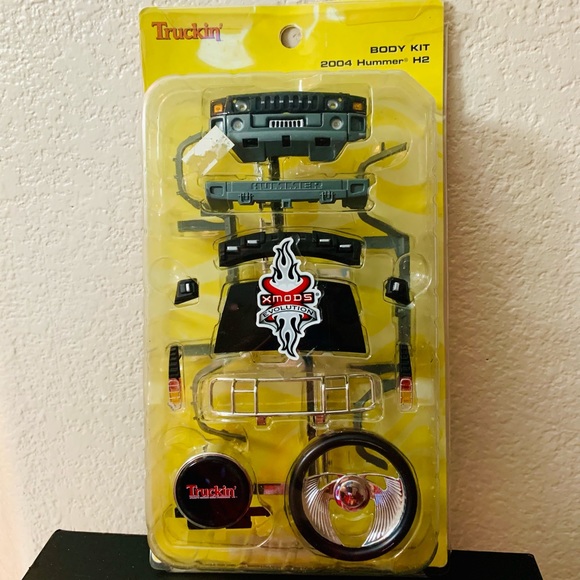 Truckin'
BODY KIT
2004 Hummer® H2
HUMMER
XMODS®
EVOLUTION
Truckin'